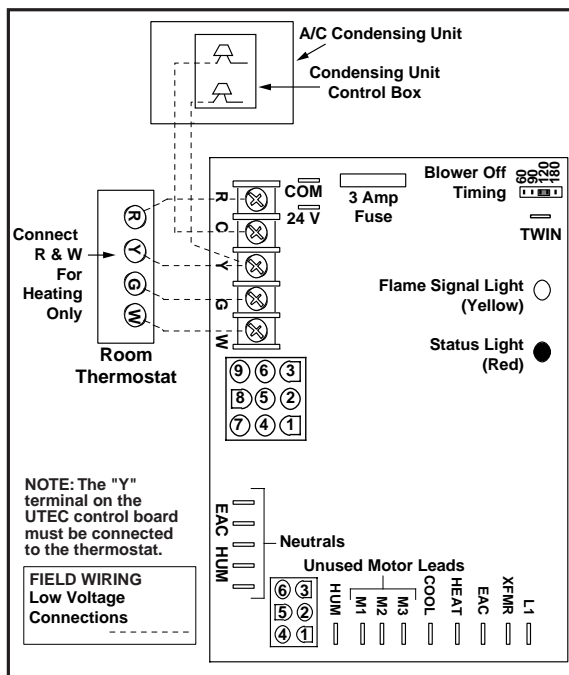 A/C Condensing Unit
Condensing Unit
Control Box
Blower Off
Timing
60
90
120
180
COM
24 V
3 Amp
Fuse
TWIN
R
C
Y
G
W
R
Y
G
W
Connect
R & W
For
Heating
Only
Room
Thermostat
Flame Signal Light
(Yellow)
Status Light
(Red)
9 6 3
8 5 2
7 4 1
NOTE: The "Y"
terminal on the
UTEC control board
must be connected
to the thermostat.
FIELD WIRING
Low Voltage
Connections
EAC HUM
Neutrals
Unused Motor Leads
6 3
5 2
4 1
HUM
M1
M2
M3
COOL
HEAT
EAC
XFMR
L1